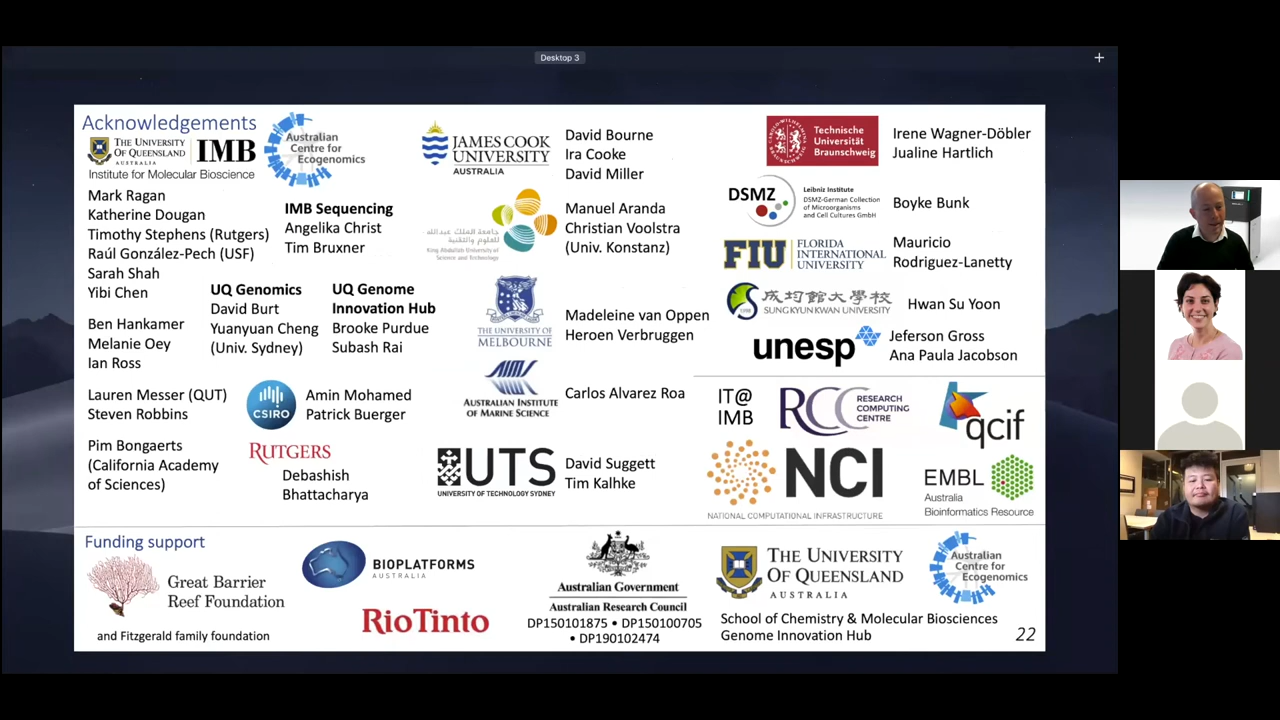 Desktop 3
Acknowledgements
THE UNIVERSITY
OF QUEENSLAND
AUSTRALIA
IMB
Institute for Molecular Bioscience
Australian
Centre for
Ecogenomics
Mark Ragan
Katherine Dougan
Timothy Stephens (Rutgers)
Raúl González-Pech (USF)
Sarah Shah
Yibi Chen
Ben Hankamer
Melanie Oey
Ian Ross
Lauren Messer (QUT)
Steven Robbins
Pim Bongaerts
(California Academy
of Sciences)
IMB Sequencing
Angelika Christ
Tim Bruxner
UQ Genomics
David Burt
Yuanyuan Cheng
(Univ. Sydney)
UQ Genome
Innovation Hub
Brooke Purdue
Subash Rai
CSIRO
Amin Mohamed
Patrick Buerger
RUTGERS
Debashish
Bhattacharya
JAMES COOK
UNIVERSITY
AUSTRALIA
David Bourne
Ira Cooke
David Miller
جامعة الملك عبدالله
للعلوم والتقنية
King Abdullah University of
Science and Technology
Manuel Aranda
Christian Voolstra
(Univ. Konstanz)
THE UNIVERSITY OF
MELBOURNE
Madeleine van Oppen
Heroen Verbruggen
AUSTRALIAN INSTITUTE
OF MARINE SCIENCE
Carlos Alvarez Roa
UTS
UNIVERSITY OF TECHNOLOGY SYDNEY
David Suggett
Tim Kalhke
Technische
Universität
Braunschweig
Irene Wagner-Döbler
Jualine Hartlich
DSMZ
Leibniz Institute
DSMZ-German Collection
of Microorganisms
and Cell Cultures GmbH
Boyke Bunk
FIU
FLORIDA
INTERNATIONAL
UNIVERSITY
Mauricio
Rodriguez-Lanetty
成均館大學校
SUNG KYUN KWAN UNIVERSITY
Hwan Su Yoon
unesp
Jeferson Gross
Ana Paula Jacobson
IT@
IMB
RCC
RESEARCH
COMPUTING
CENTRE
qcif
NCI
NATIONAL COMPUTATIONAL INFRASTRUCTURE
EMBL
Australia
Bioinformatics Resource
Funding support
Great Barrier
Reef Foundation
and Fitzgerald family foundation
BIOPLATFORMS
AUSTRALIA
RioTinto
Australian Government
Australian Research Council
DP150101875 • DP150100705
• DP190102474
THE UNIVERSITY
OF QUEENSLAND
AUSTRALIA
Australian
Centre for
Ecogenomics
School of Chemistry & Molecular Biosciences
Genome Innovation Hub
22